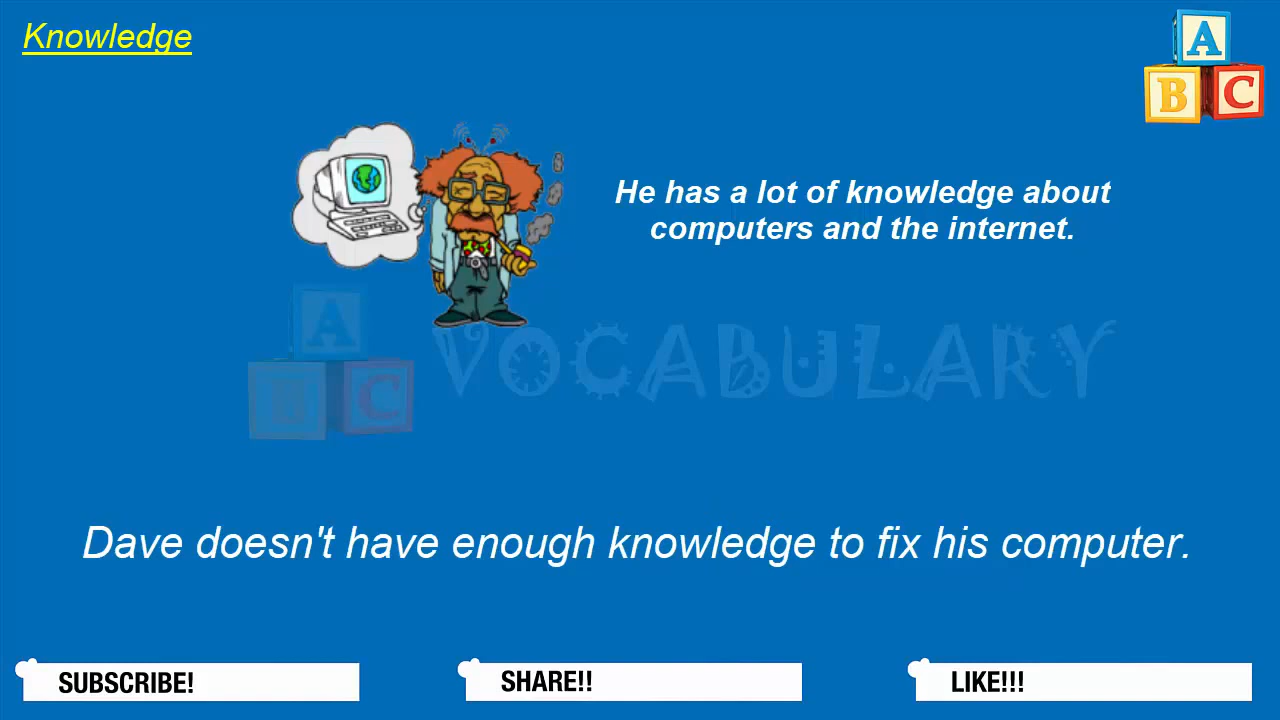 Knowledge
A
B C
He has a lot of knowledge about
computers and the internet.
A
B C
VOCABULARY
Dave doesn't have enough knowledge to fix his computer.
SUBSCRIBE!
SHARE!!
LIKE!!!